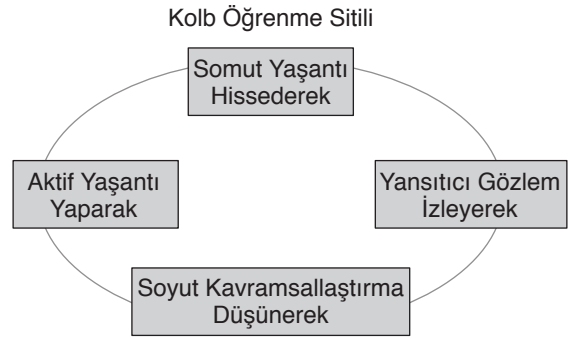 Kolb Öğrenme Sitili
Somut Yaşantı
Hissederek
Aktif Yaşantı
Yaparak
Yansıtıcı Gözlem
İzleyerek
Soyut Kavramsallaştırma
Düşünerek